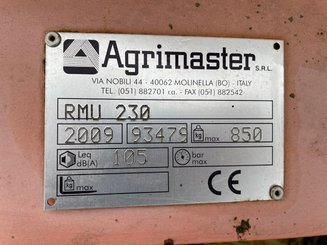 Agrimaster S.R.L.
VIA NOBILI 44 - 40062 MOLINELLA (BO) - ITALY
TEL. (051) 882701 r.a. - FAX (051) 882542
RMU 230
2009 93479 kg max 850
Leq dB(A) 105 bar max
kg max CE